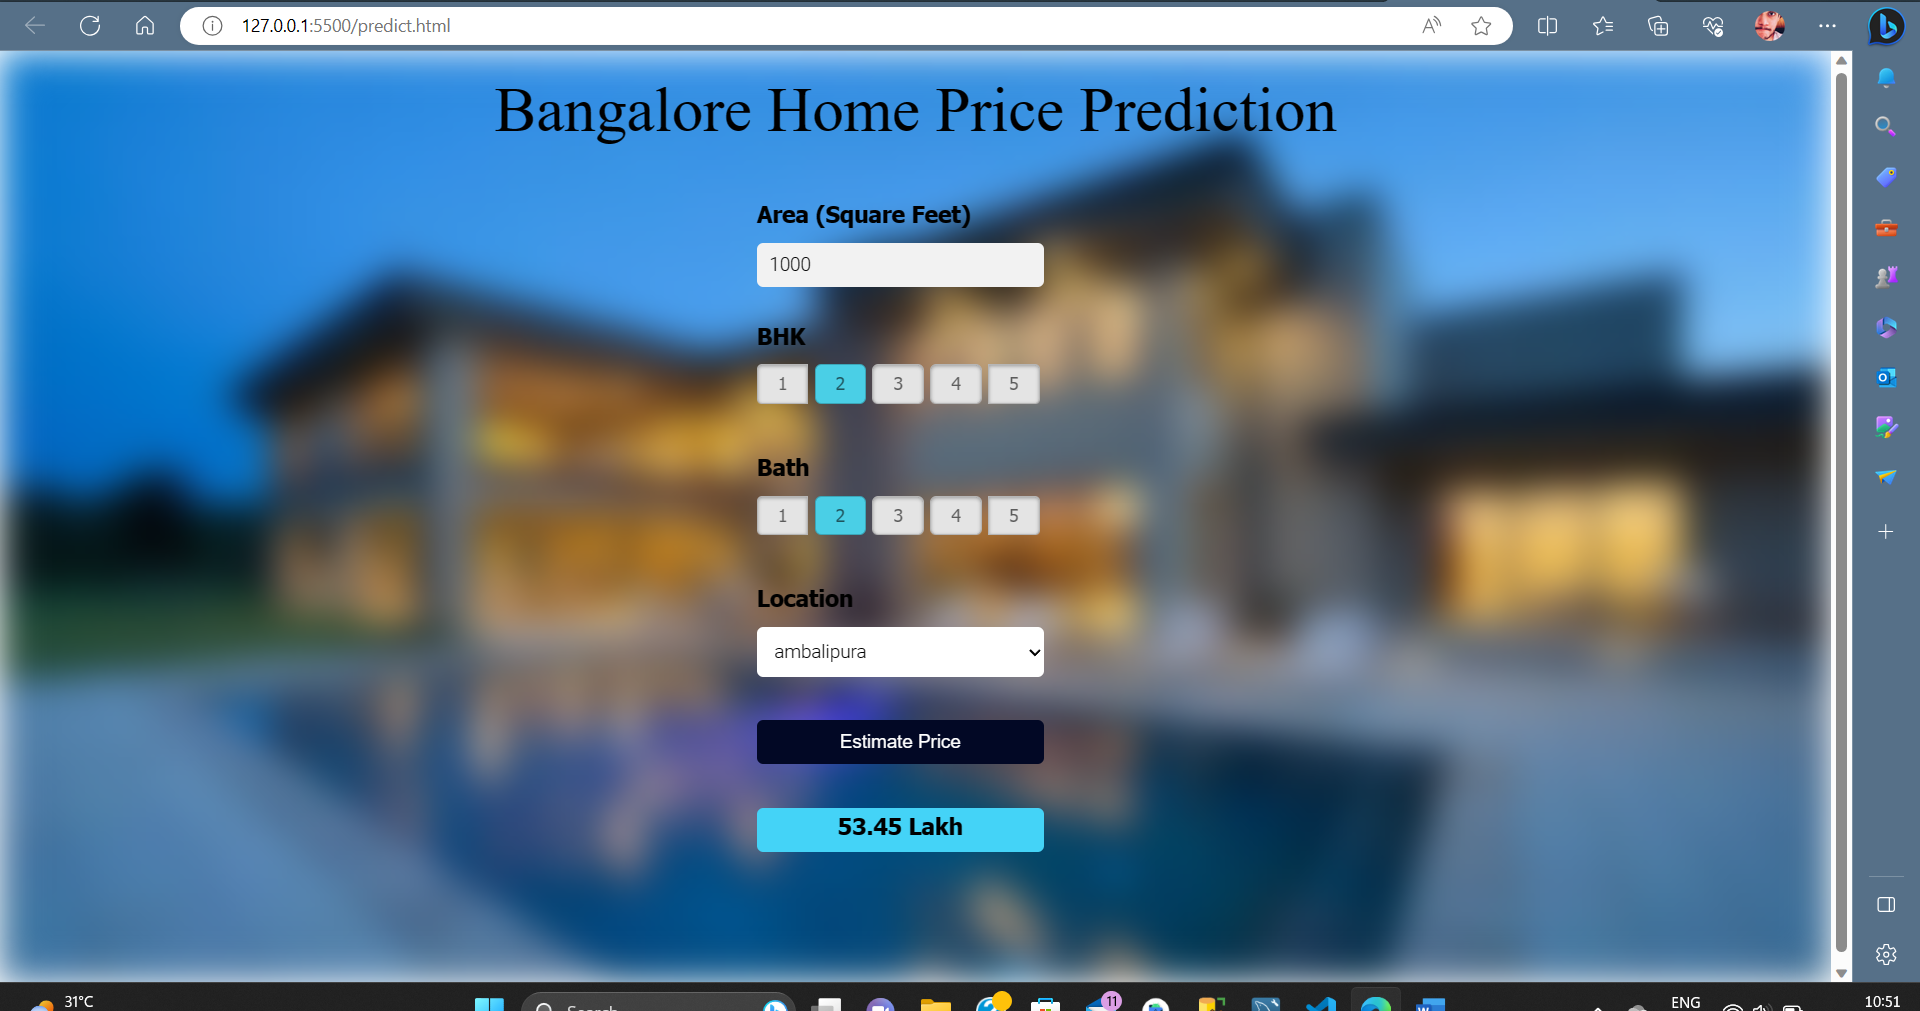 127.0.0.1:5500/predict.html
Bangalore Home Price Prediction
Area (Square Feet)
1000
BHK
1 2 3 4 5
Bath
1 2 3 4 5
Location
ambalipura
Estimate Price
53.45 Lakh
31°C
Search
11
ENG
10:51